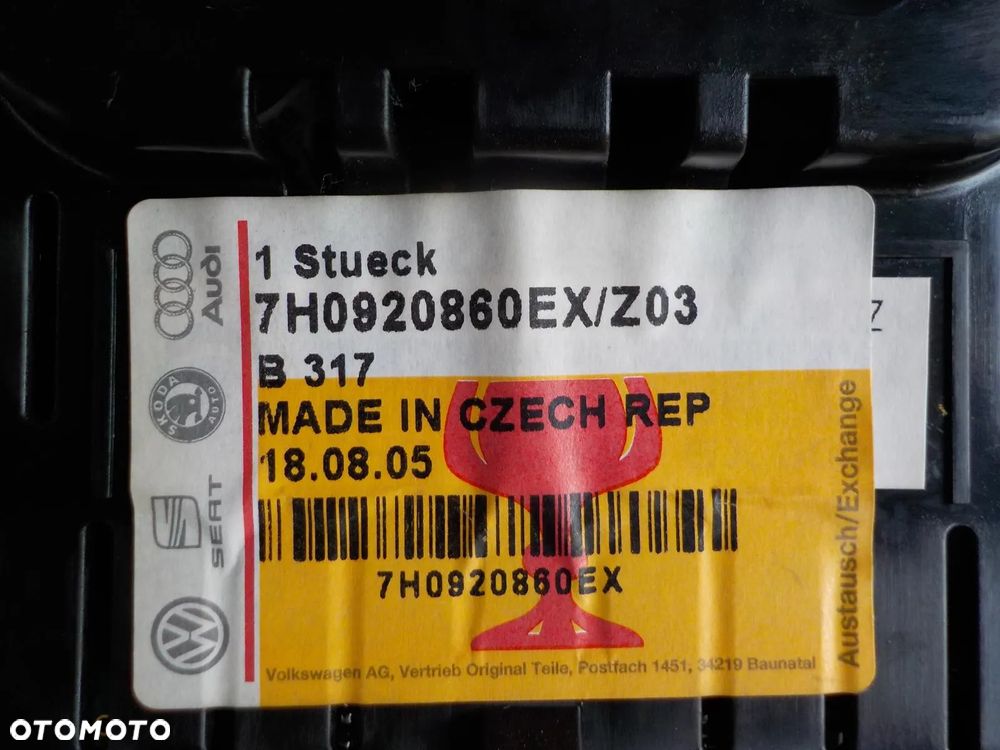 1 Stueck
7H0920860EX/Z03
B 317
MADE IN CZECH REP
18.08.05
7H0920860EX
Volkswagen AG, Vertrieb Original Teile, Postfach 1451, 34219 Baunatal
Austausch/Exchange
Audi
SKODA
AUTO
SEAT
7
OTOMOTO